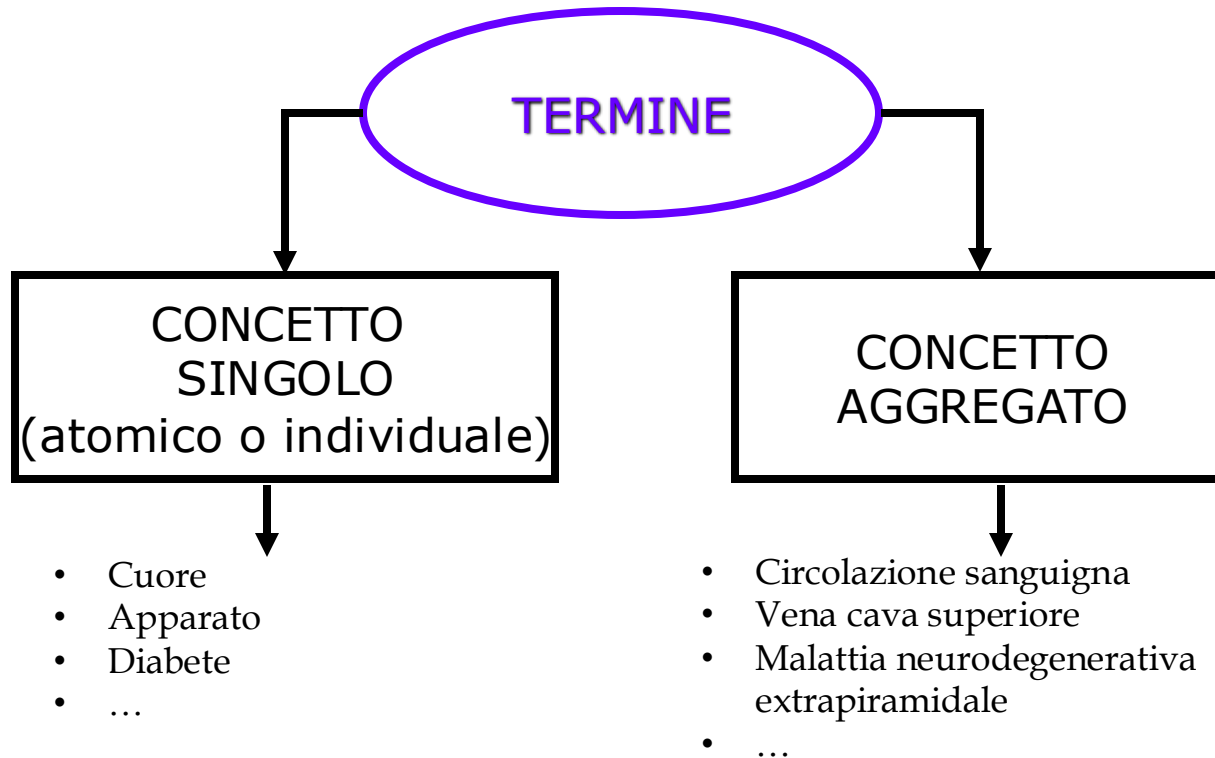 TERMINE
CONCETTO
SINGOLO
(atomico o individuale)
CONCETTO
AGGREGATO
• Cuore
• Apparato
• Diabete
• …
• Circolazione sanguigna
• Vena cava superiore
• Malattia neurodegenerativa
extrapiramidale
• …